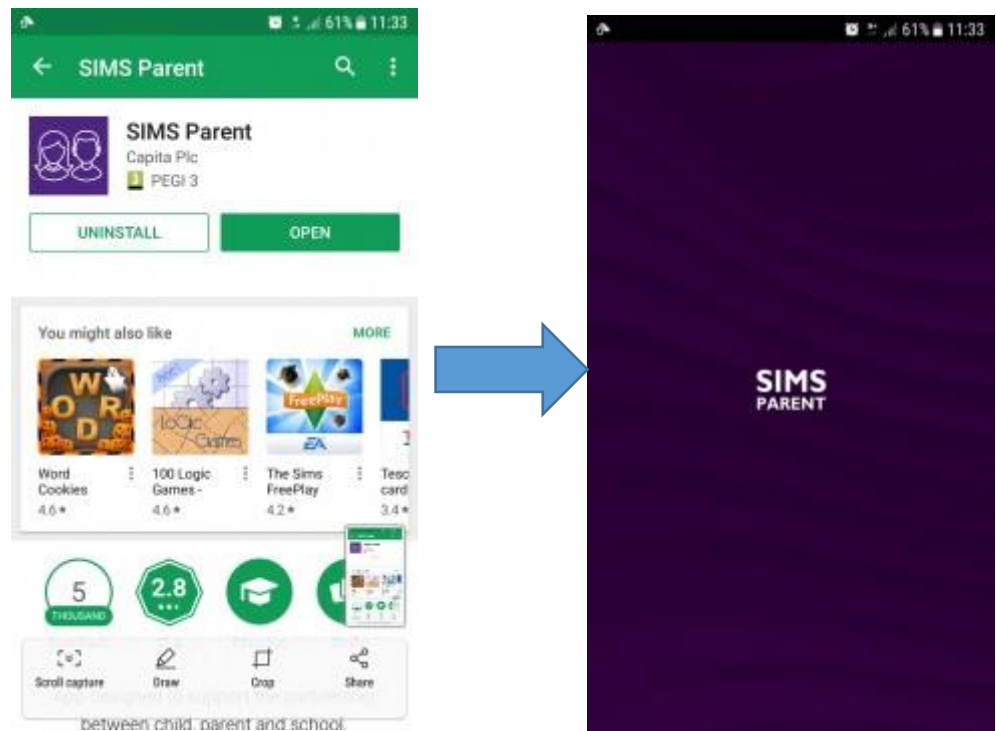 61% 11:33
SIMS Parent
SIMS Parent
Capita Plc
PEGI 3
UNINSTALL
OPEN
You might also like
MORE
WORD
FreePlay
EA
Word Cookies
4.6★
100 Logic Games -
4.6★
The Sims FreePlay
4.2★
Tesc
card
3.4★
5
THOUSAND
2.8
Scroll capture
Draw
Crop
Share
between child, parent and school.
61% 11:33
SIMS
PARENT